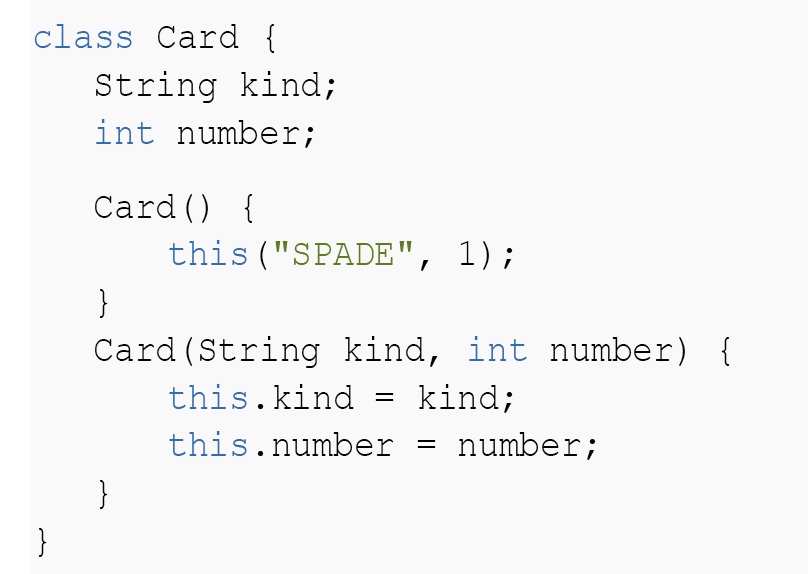 class Card {
String kind;
int number;
Card() {
this("SPADE", 1);
}
Card(String kind, int number) {
this.kind = kind;
this.number = number;
}
}